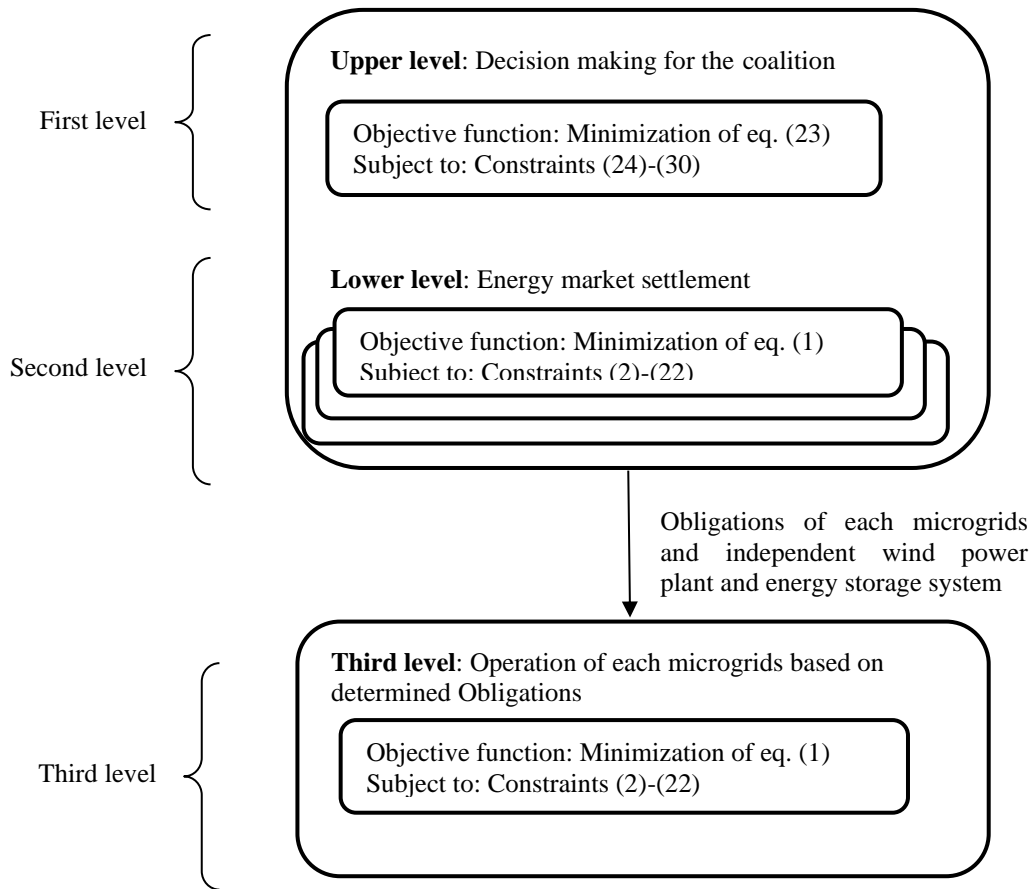 Upper level: Decision making for the coalition
First level
Objective function: Minimization of eq. (23)
Subject to: Constraints (24)-(30)
Lower level: Energy market settlement
Second level
Objective function: Minimization of eq. (1)
Subject to: Constraints (2)-(22)
Obligations of each microgrids
and independent wind power
plant and energy storage system
Third level: Operation of each microgrids based on
determined Obligations
Third level
Objective function: Minimization of eq. (1)
Subject to: Constraints (2)-(22)